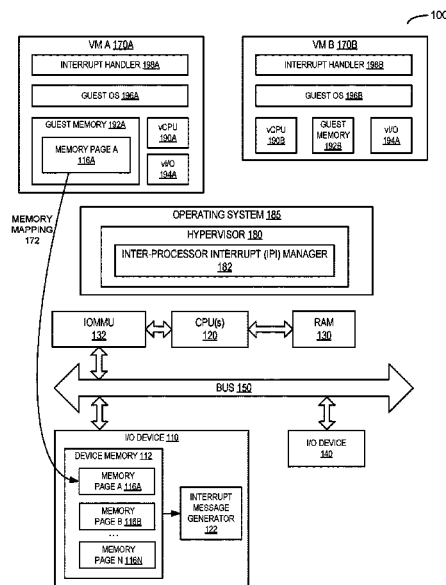 100
VM A 170A
INTERRUPT HANDLER 198A
GUEST OS 196A
GUEST MEMORY 192A
MEMORY PAGE A
116A
vCPU
190A
vI/O
194A
VM B 170B
INTERRUPT HANDLER 198B
GUEST OS 196B
vCPU
190B
GUEST
MEMORY
192B
vI/O
194A
MEMORY
MAPPING
172
OPERATING SYSTEM 185
HYPERVISOR 180
INTER-PROCESSOR INTERRUPT (IPI) MANAGER
182
IOMMU
132
CPU(s)
120
RAM
130
BUS 150
I/O DEVICE 110
DEVICE MEMORY 112
MEMORY
PAGE A 116A
MEMORY
PAGE B 116B
...
MEMORY
PAGE N 116N
INTERRUPT
MESSAGE
GENERATOR
122
I/O DEVICE
140